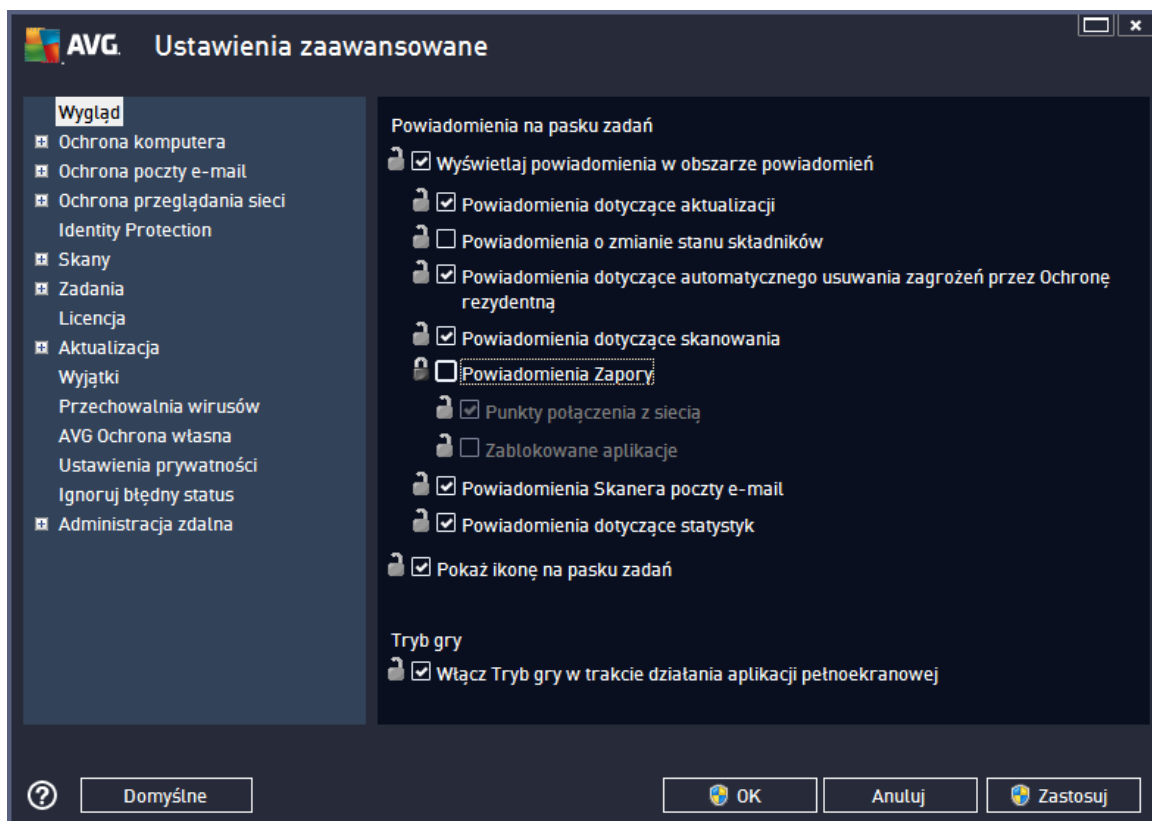 AVG. Ustawienia zaawansowane
Wygląd
Ochrona komputera
Ochrona poczty e-mail
Ochrona przeglądania sieci
Identity Protection
Skany
Zadania
Licencja
Aktualizacja
Wyjątki
Przechowalnia wirusów
AVG Ochrona własna
Ustawienia prywatności
Ignoruj błędny status
Administracja zdalna
Powiadomienia na pasku zadań
Wyświetlaj powiadomienia w obszarze powiadomień
Powiadomienia dotyczące aktualizacji
Powiadomienia o zmianie stanu składników
Powiadomienia dotyczące automatycznego usuwania zagrożeń przez Ochronę
rezydentną
Powiadomienia dotyczące skanowania
Powiadomienia Zapory
Punkty połączenia z siecią
Zablokowane aplikacje
Powiadomienia Skanera poczty e-mail
Powiadomienia dotyczące statystyk
Pokaż ikonę na pasku zadań
Tryb gry
Włącz Tryb gry w trakcie działania aplikacji pełnoekranowej
? Domyślne OK Anuluj Zastosuj